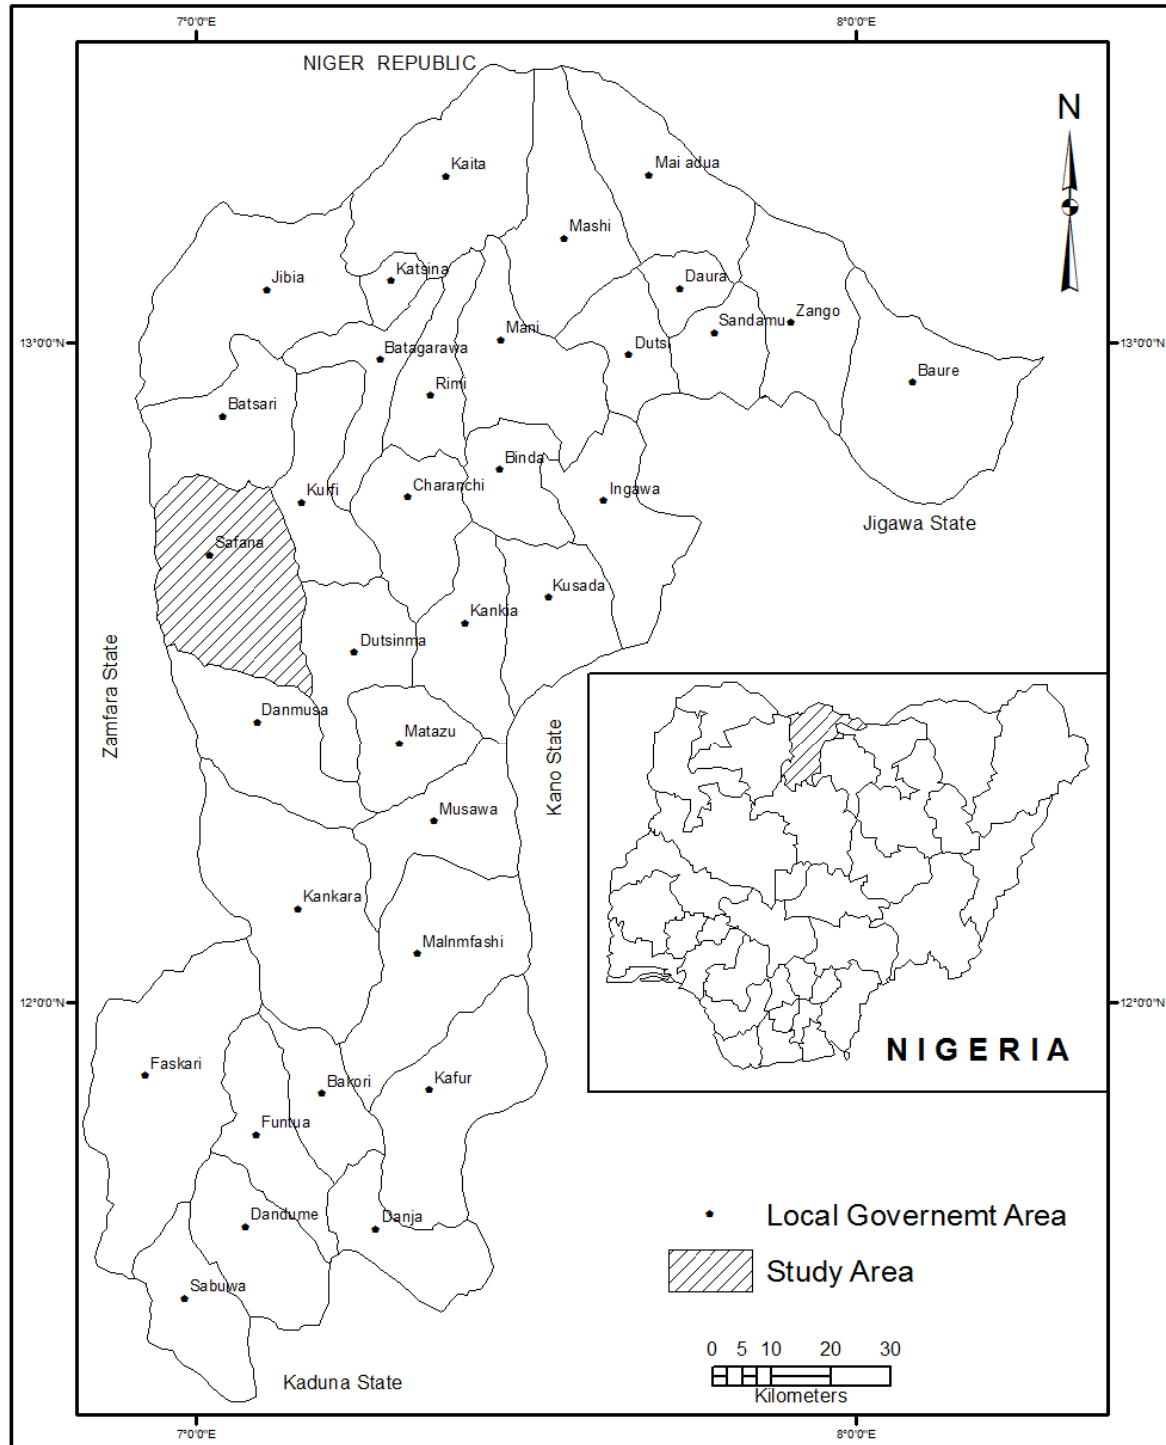 7°0'0"E
8°0'0"E
NIGER REPUBLIC
N
Kaita
Mai adua
Mashi
Katsina
Jibia
Daura
Zango
Sandamu
Mani
Dutsi
13°0'0"N
13°0'0"N
Batagarawa
Rimi
Baure
Batsari
Binda
Charanchi
Kurfi
Ingawa
Jigawa State
Safana
Kusada
Kankia
Dutsinma
Zamfara State
Danmusa
Matazu
Kano State
Musawa
Kankara
Malnmfashi
12°0'0"N
12°0'0"N
NIGERIA
Faskari
Bakori
Kafur
Funtua
Dandume
Danja
Local Governemt Area
Study Area
Sabuwa
0 5 10 20 30
Kilometers
Kaduna State
7°0'0"E
8°0'0"E